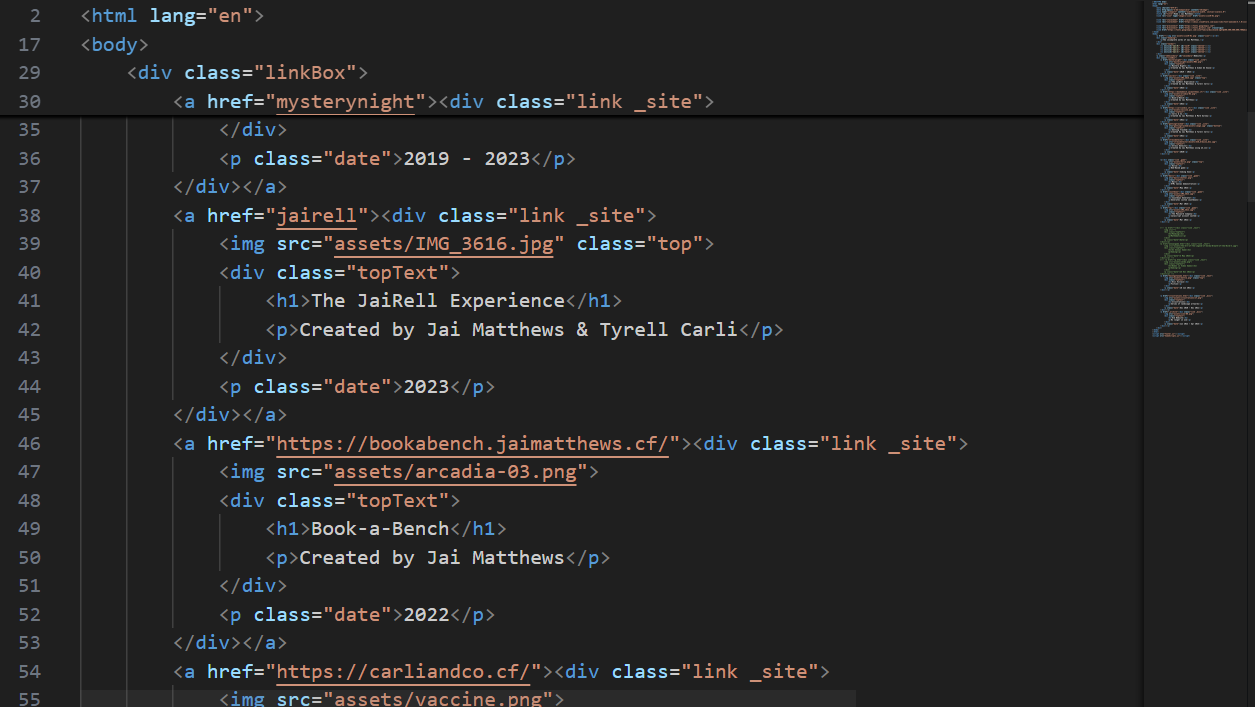 2 <html lang="en">
17 <body>
29 <div class="linkBox">
30 <a href="mysterynight"><div class="link _site">
35 </div>
36 <p class="date">2019 - 2023</p>
37 </div></a>
38 <a href="jairell"><div class="link _site">
39 <img src="assets/IMG_3616.jpg" class="top">
40 <div class="topText">
41 <h1>The JaiRell Experience</h1>
42 <p>Created by Jai Matthews & Tyrell Carli</p>
43 </div>
44 <p class="date">2023</p>
45 </div></a>
46 <a href="https://bookabench.jaimatthews.cf/"><div class="link _site">
47 <img src="assets/arcadia-03.png">
48 <div class="topText">
49 <h1>Book-a-Bench</h1>
50 <p>Created by Jai Matthews</p>
51 </div>
52 <p class="date">2022</p>
53 </div></a>
54 <a href="https://carliandco.cf/"><div class="link _site">
55 <img src="assets/vaccine.png">